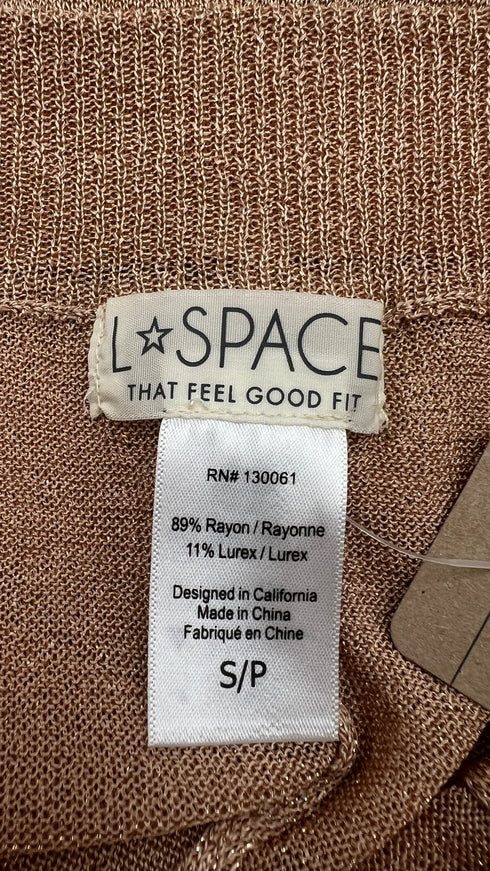 L☆SPACE
THAT FEEL GOOD FIT
RN# 130061
89% Rayon / Rayonne
11% Lurex / Lurex
Designed in California
Made in China
Fabriqué en Chine
S/P